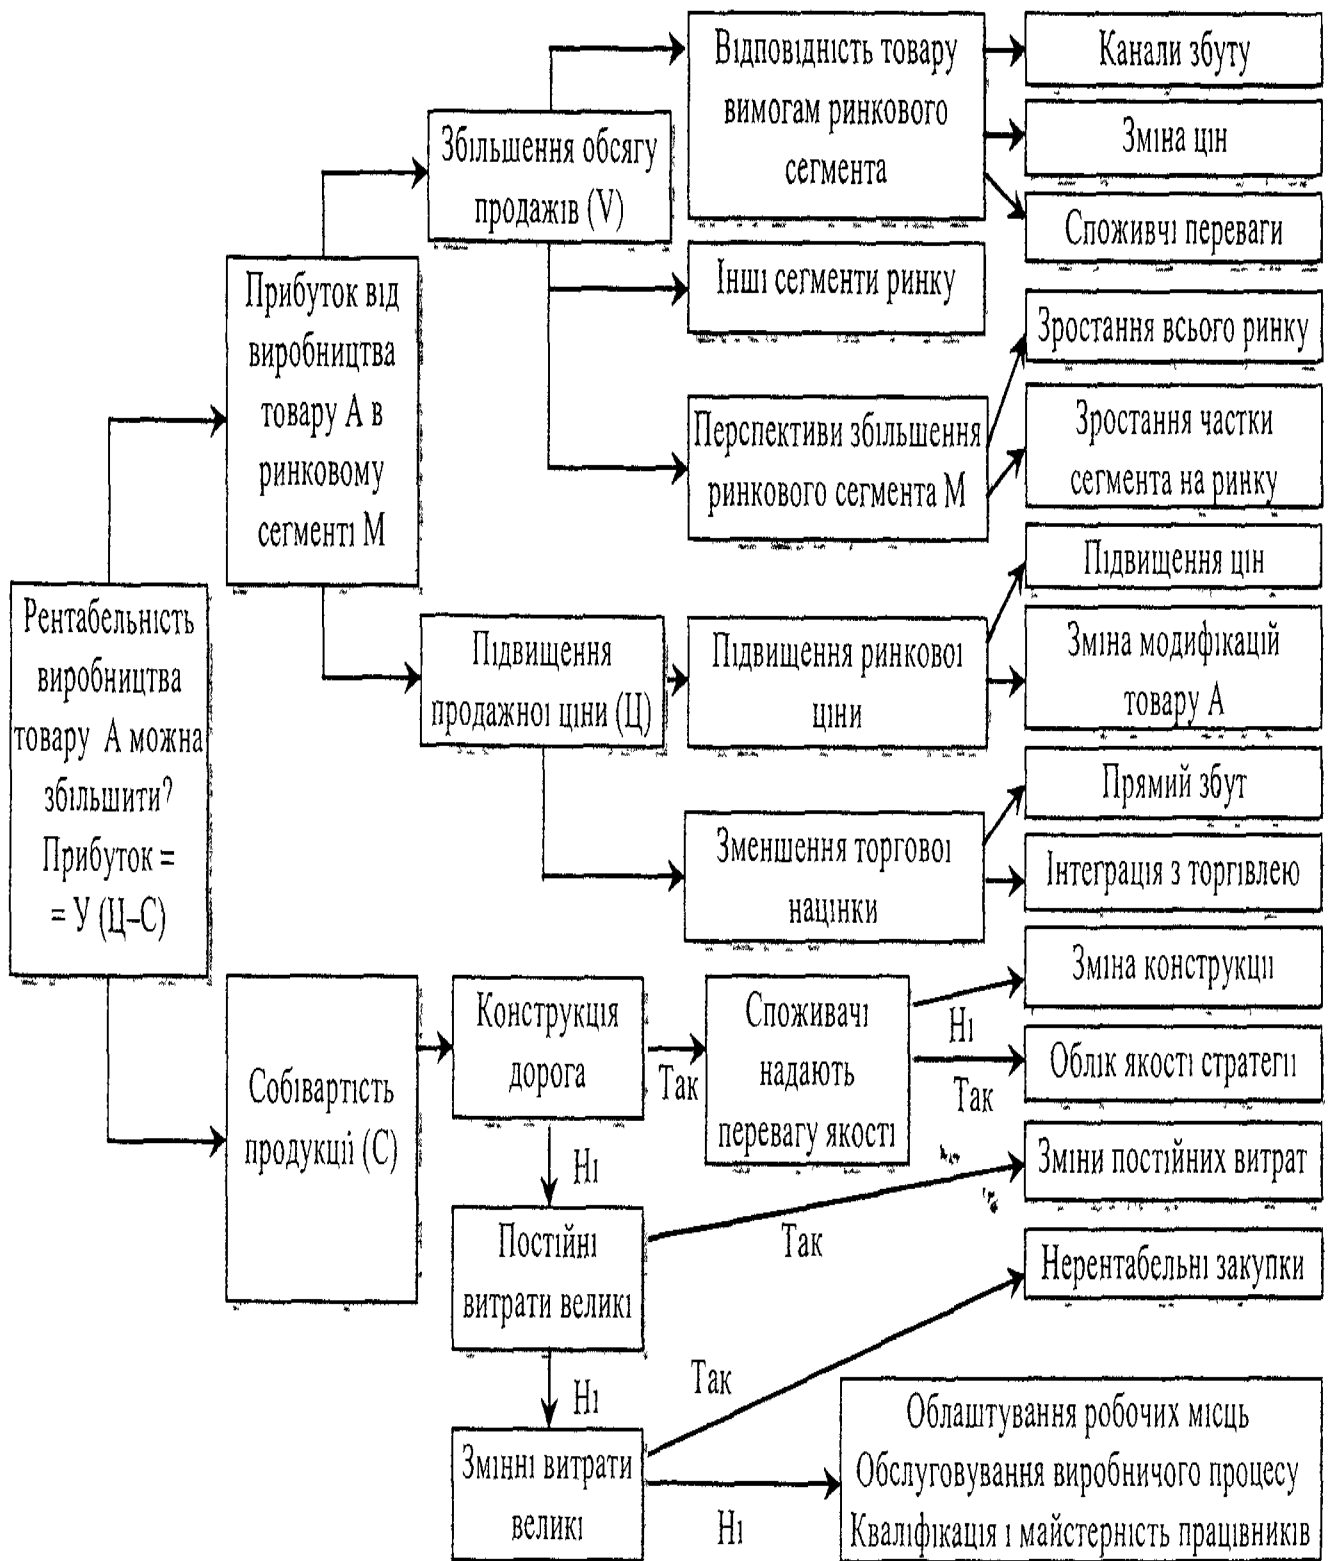 Рентабельність
виробництва
товару А можна
збільшити?
Прибуток =
= У (Ц–С)
Прибуток від
виробництва
товару А в
ринковому
сегменті М
Збільшення обсягу
продажів (V)
Відповідність товару
вимогам ринкового
сегмента
Канали збуту
Зміна цін
Споживчі переваги
Інші сегменти ринку
Перспективи збільшення
ринкового сегмента М
Зростання всього ринку
Зростання частки
сегмента на ринку
Підвищення
продажної ціни (Ц)
Підвищення ринкової
ціни
Підвищення цін
Зміна модифікацій
товару А
Зменшення торгової
націнки
Прямий збут
Інтеграція з торгівлею
Собівартість
продукції (С)
Конструкція
дорога
Так
Споживачі
надають
перевагу якості
Ні
Зміна конструкції
Так
Облік якості стратегії
Ні
Постійні
витрати великі
Так
Зміни постійних витрат
Ні
Змінні витрати
великі
Так
Нерентабельні закупки
Ні
Облаштування робочих місць
Обслуговування виробничого процесу
Кваліфікація і майстерність працівників